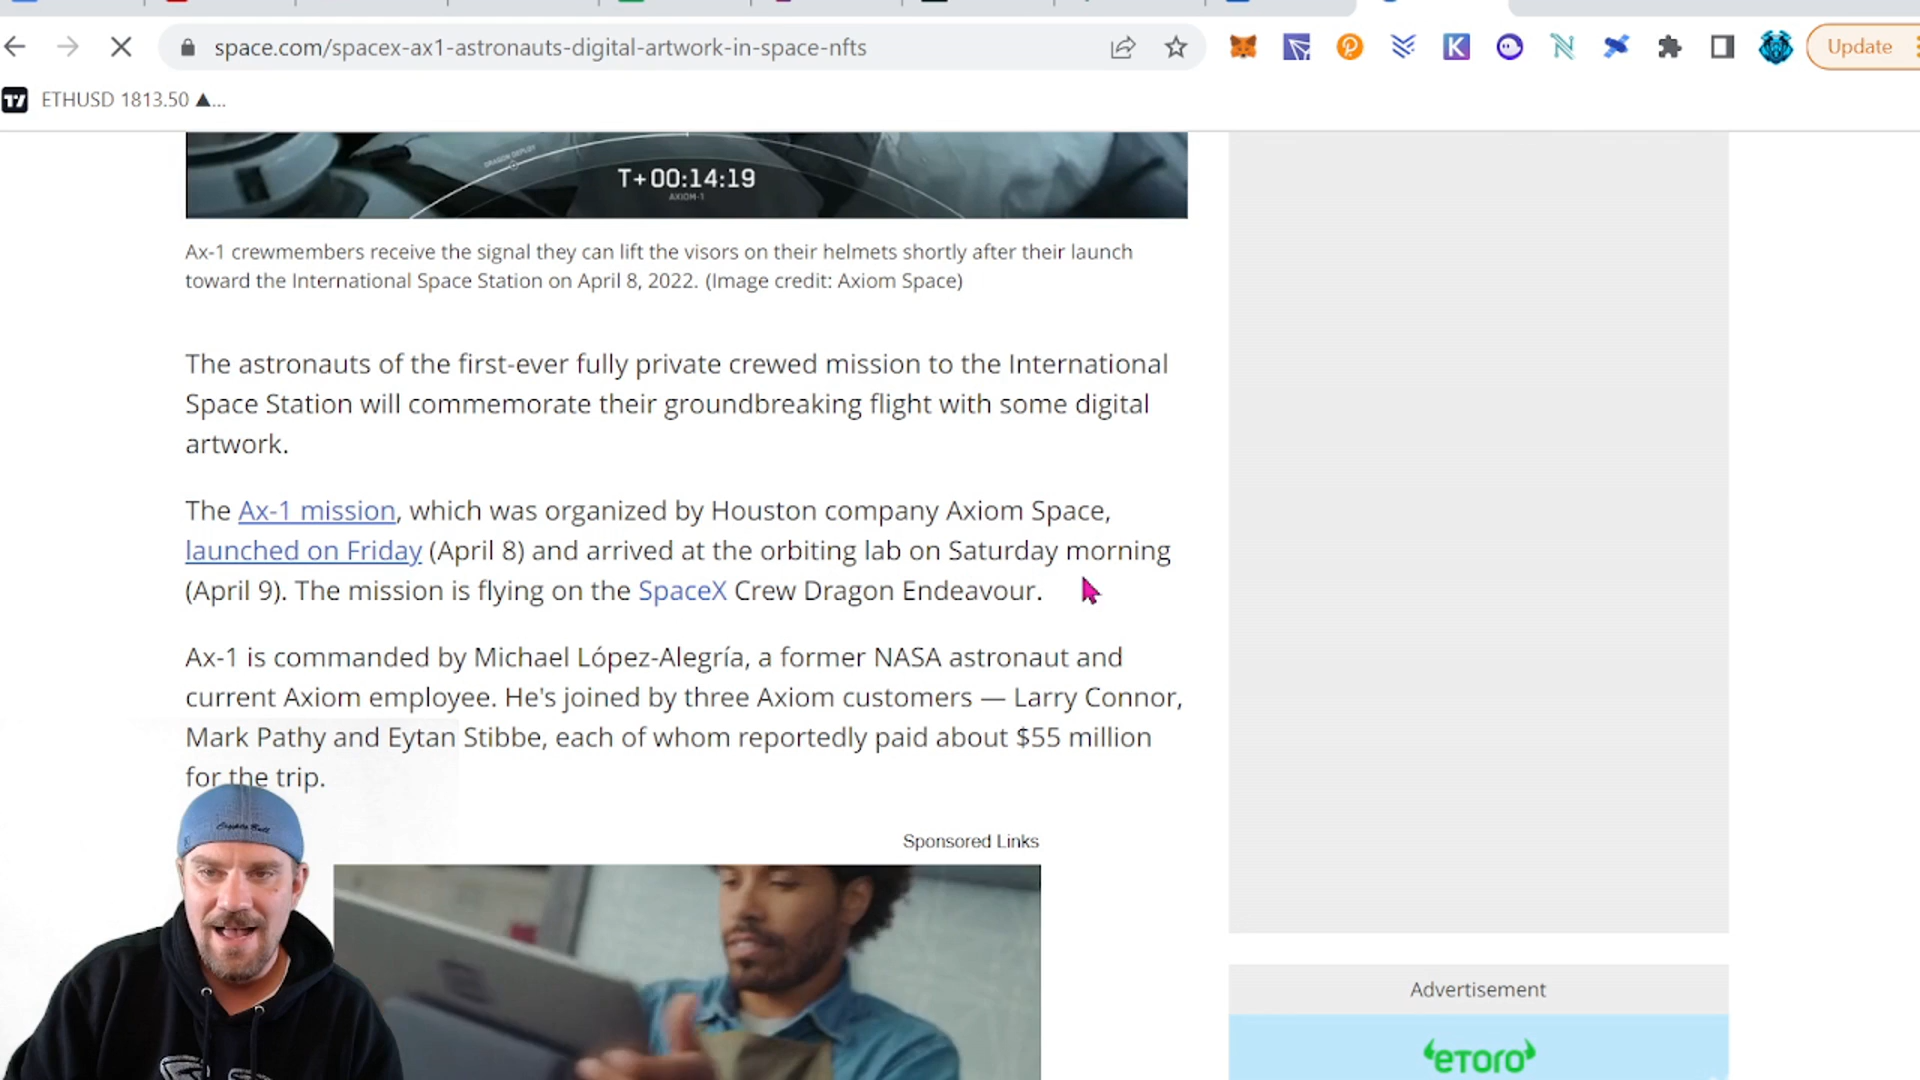 space.com/spacex-ax1-astronauts-digital-artwork-in-space-nfts
Update
ETHUSD 1813.50 ▲...
DRAGON DEPLOY
T+00:14:19
AXIOM-1
Ax-1 crewmembers receive the signal they can lift the visors on their helmets shortly after their launch
toward the International Space Station on April 8, 2022. (Image credit: Axiom Space)
The astronauts of the first-ever fully private crewed mission to the International
Space Station will commemorate their groundbreaking flight with some digital
artwork.
The Ax-1 mission, which was organized by Houston company Axiom Space,
launched on Friday (April 8) and arrived at the orbiting lab on Saturday morning
(April 9). The mission is flying on the SpaceX Crew Dragon Endeavour.
Ax-1 is commanded by Michael López-Alegría, a former NASA astronaut and
current Axiom employee. He's joined by three Axiom customers — Larry Connor,
Mark Pathy and Eytan Stibbe, each of whom reportedly paid about $55 million
for the trip.
Sponsored Links
Crypto Bull
Advertisement
eToro